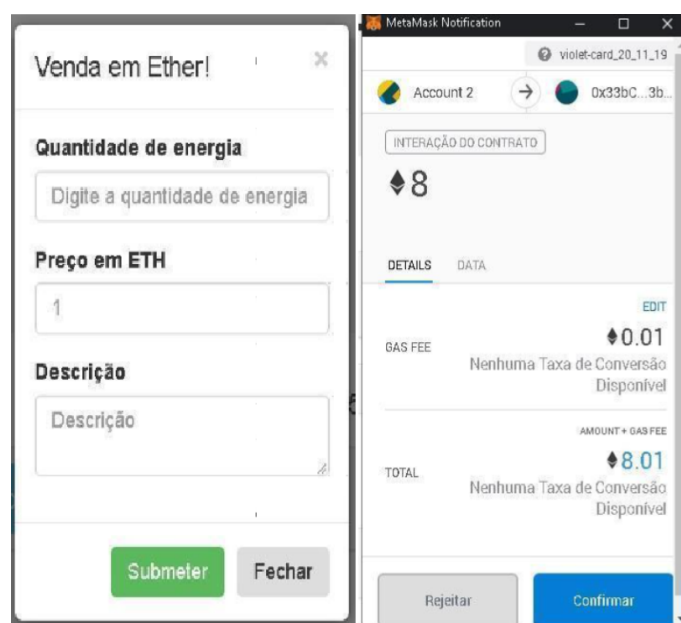 Venda em Ether!
×
Quantidade de energia
Digite a quantidade de energia
Preço em ETH
1
Descrição
Descrição
Submeter
Fechar
MetaMask Notification
violet-card_20_11_19
Account 2
0x33bC...3b...
INTERAÇÃO DO CONTRATO
8
DETAILS DATA
EDIT
GAS FEE
0.01
Nenhuma Taxa de Conversão
Disponível
AMOUNT + GAS FEE
TOTAL
8.01
Nenhuma Taxa de Conversão
Disponível
Rejeitar
Confirmar